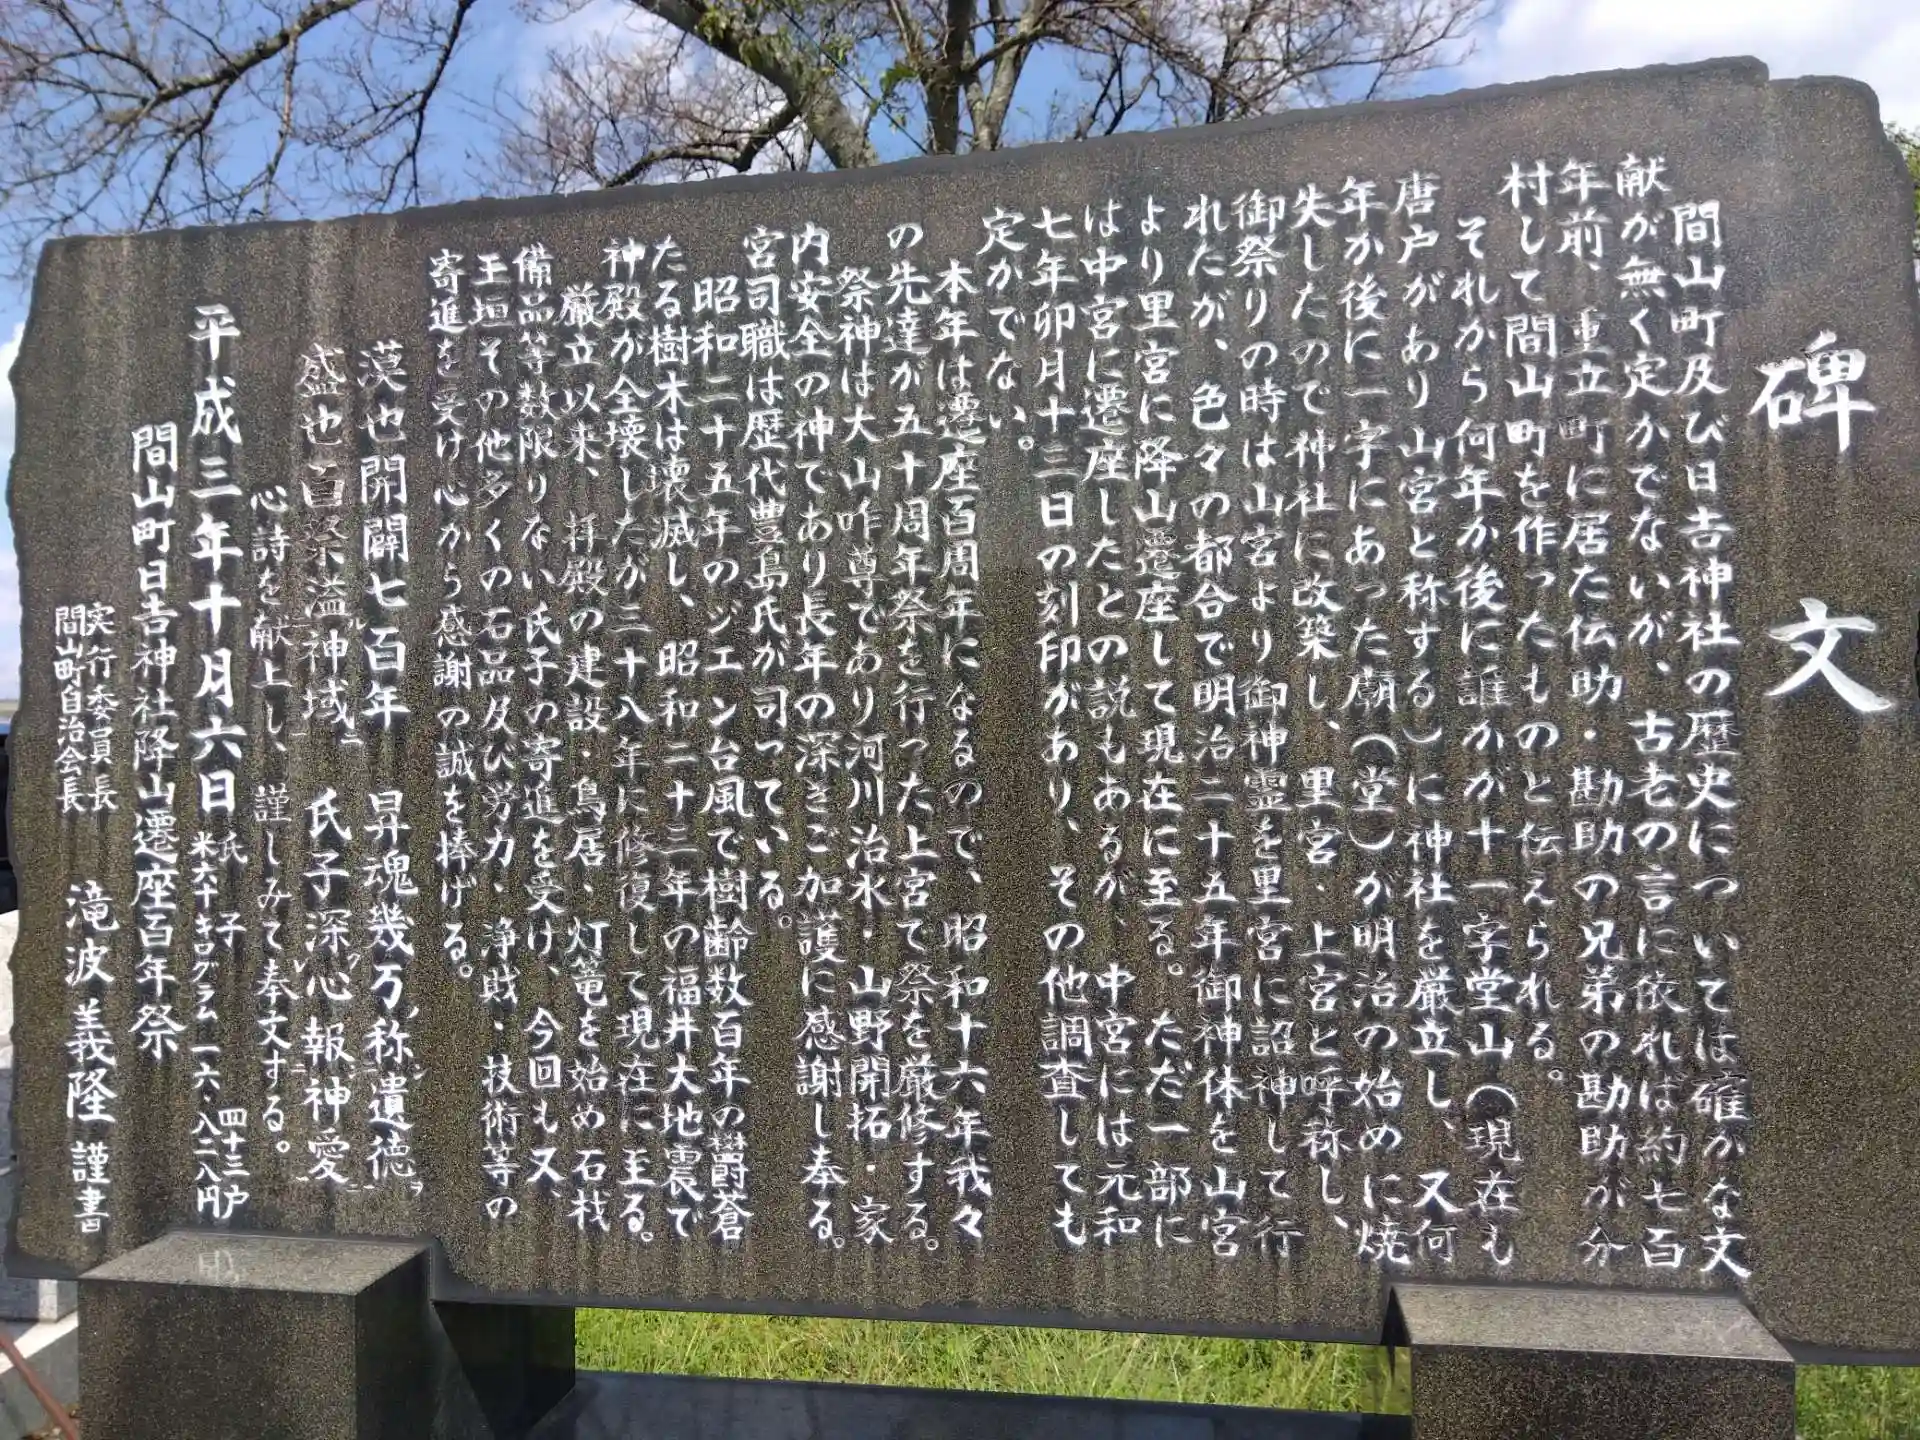 碑文
間山町及び日吉神社の歴史については確かな文
献が無く定かでないが、古老の言に依れば約七百
年前、重立町に居た伝助・勘助の兄弟の勘助が分
村して間山町を作ったものと伝えられる。
それから何年か後に誰かが十一字堂山(現在も
唐戸があり山宮と称する)に神社を厳立し、又何
年か後に一字にあった廟(堂)が明治の始めに焼
失したので神社に改築し、里宮・上宮と呼称し、
御祭りの時は山宮より御神霊を里宮に詔神して行
れたが、色々の都合で明治二十五年御神体を山宮
より里宮に降山遷座して現在に至る。ただ一部に
は中宮に遷座したとの説もあるが、中宮には元和
七年卯月十三日の刻印があり、その他調査しても
定かでない。
本年は遷座百周年になるので、昭和十六年我々
の先達が五十周年祭を行った上宮で祭を厳修する。
祭神は大山咋尊であり河川治水・山野開拓・家
内安全の神であり長年の深きご加護に感謝し奉る。
宮司職は歴代豊島氏が司っている。
昭和二十五年のジエン台風で樹齢数百年の欝蒼
たる樹木は壊滅し、昭和二十三年の福井大地震で
神殿が全壊したが三十八年に修復して現在に至る。
厳立以来、拝殿の建設・鳥居・灯篭を始め石桟
備品等数限りない氏子の寄進を受け、今回も又、
玉垣その他多くの石品及び労力・浄財・技術等の
寄進を受け心から感謝の誠を捧げる。
漠也開闢七百年 昇魂幾万称遺徳
盛也百祭溢神域 氏子深心報神愛
心詩を献上し、謹しみて奉文する。
平成三年十月六日 氏子 四十三戸
米六十キログラム一六・八二八円
間山町日吉神社降山遷座百年祭
実行委員長
間山町自治会長 滝波義隆 謹書